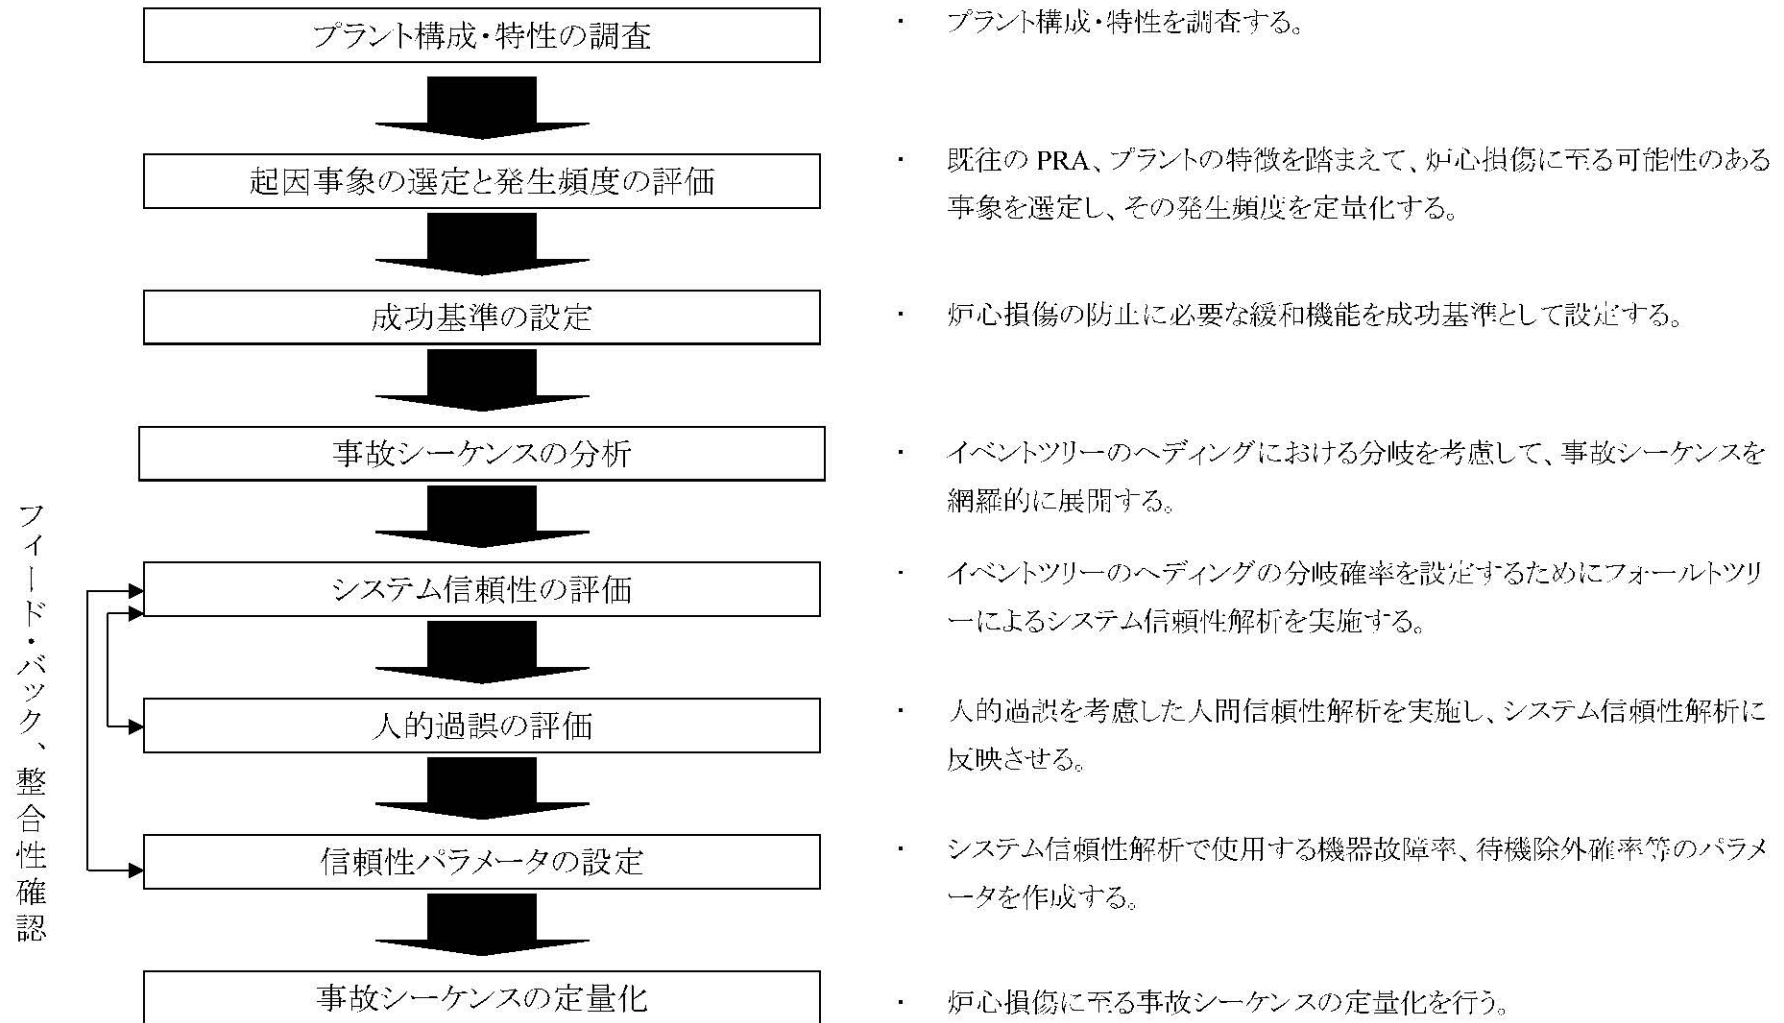 プラント構成・特性の調査
・ プラント構成・特性を調査する。
起因事象の選定と発生頻度の評価
・ 既往の PRA、プラントの特徴を踏まえて、炉心損傷に至る可能性のある
事象を選定し、その発生頻度を定量化する。
成功基準の設定
・ 炉心損傷の防止に必要な緩和機能を成功基準として設定する。
事故シーケンスの分析
・ イベントツリーのヘディングにおける分岐を考慮して、事故シーケンスを
網羅的に展開する。
システム信頼性の評価
・ イベントツリーのヘディングの分岐確率を設定するためにフォールトツリ
ーによるシステム信頼性解析を実施する。
人的過誤の評価
・ 人的過誤を考慮した人間信頼性解析を実施し、システム信頼性解析に
反映させる。
信頼性パラメータの設定
・ システム信頼性解析で使用する機器故障率、待機除外確率等のパラメ
ータを作成する。
事故シーケンスの定量化
・ 炉心損傷に至る事故シーケンスの定量化を行う。
フィード・バック、整合性確認